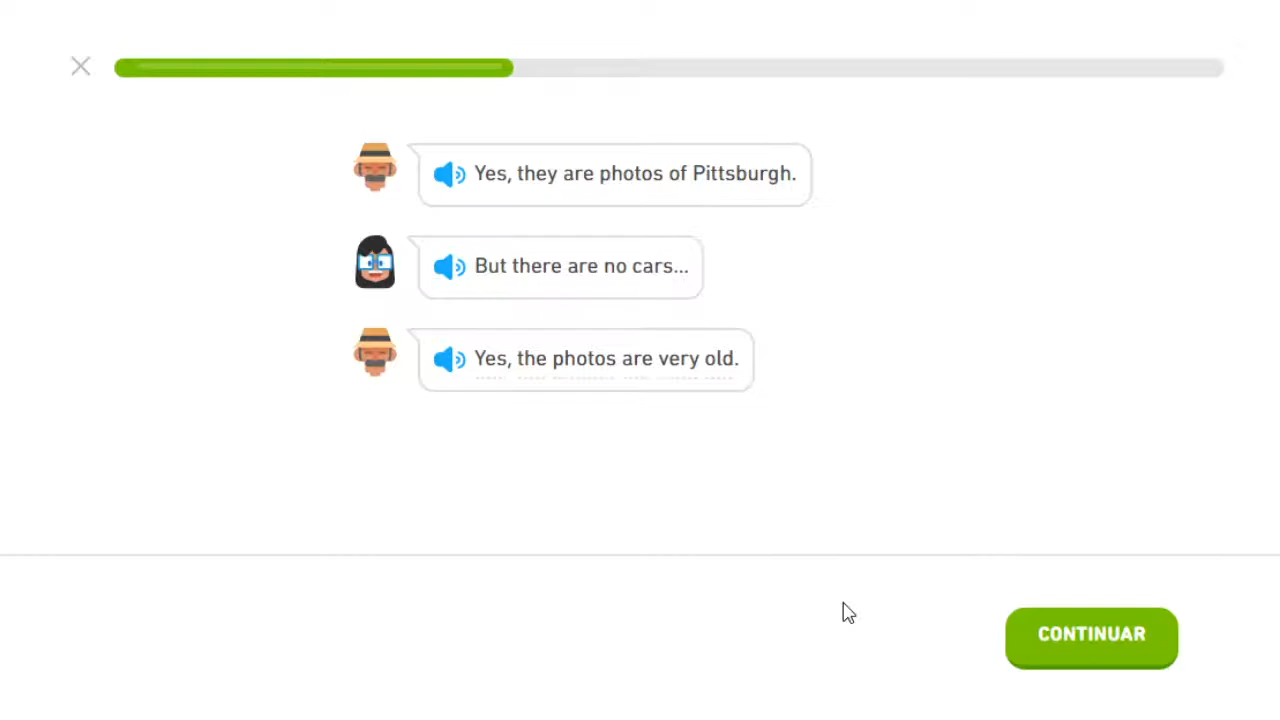 Yes, they are photos of Pittsburgh.
But there are no cars...
Yes, the photos are very old.
CONTINUAR